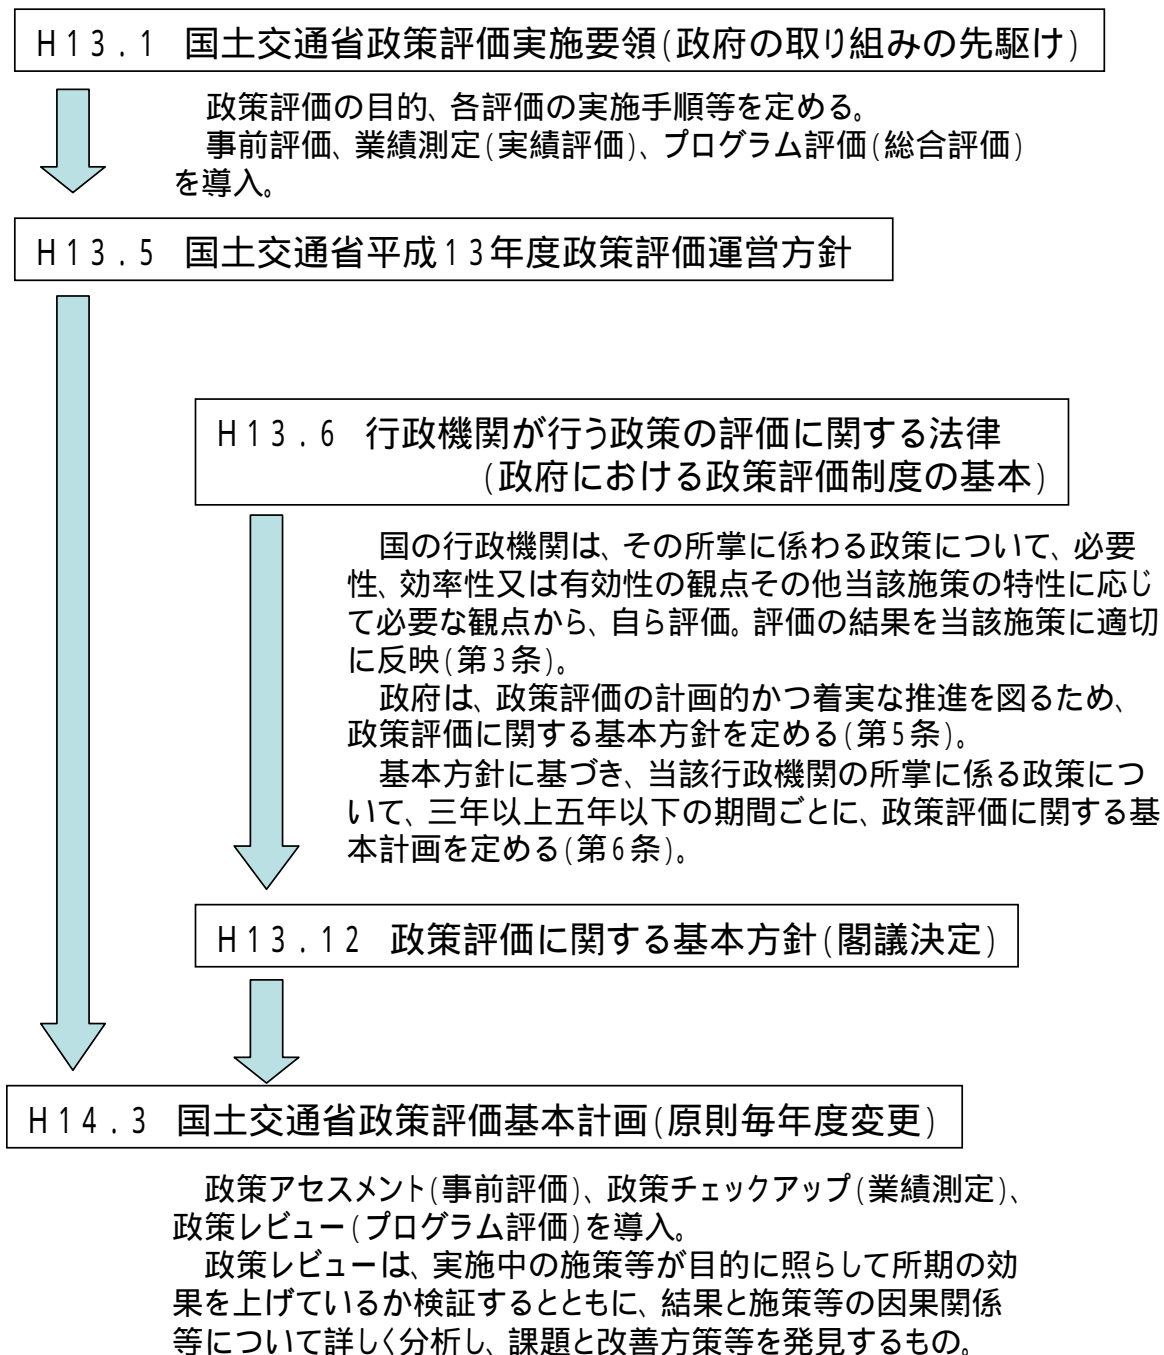 H13.1 国土交通省政策評価実施要領(政府の取り組みの先駆け)
政策評価の目的、各評価の実施手順等を定める。
事前評価、業績測定(実績評価)、プログラム評価(総合評価)
を導入。
H13.5 国土交通省平成13年度政策評価運営方針
H13.6 行政機関が行う政策の評価に関する法律
(政府における政策評価制度の基本)
国の行政機関は、その所掌に係わる政策について、必要
性、効率性又は有効性の観点その他当該施策の特性に応じ
て必要な観点から、自ら評価。評価の結果を当該施策に適切
に反映(第3条)。
政府は、政策評価の計画的かつ着実な推進を図るため、
政策評価に関する基本方針を定める(第5条)。
基本方針に基づき、当該行政機関の所掌に係る政策につ
いて、三年以上五年以下の期間ごとに、政策評価に関する基
本計画を定める(第6条)。
H13.12 政策評価に関する基本方針(閣議決定)
H14.3 国土交通省政策評価基本計画(原則毎年度変更)
政策アセスメント(事前評価)、政策チェックアップ(業績測定)、
政策レビュー(プログラム評価)を導入。
政策レビューは、実施中の施策等が目的に照らして所期の効
果を上げているか検証するとともに、結果と施策等の因果関係
等について詳しく分析し、課題と改善方策等を発見するもの。